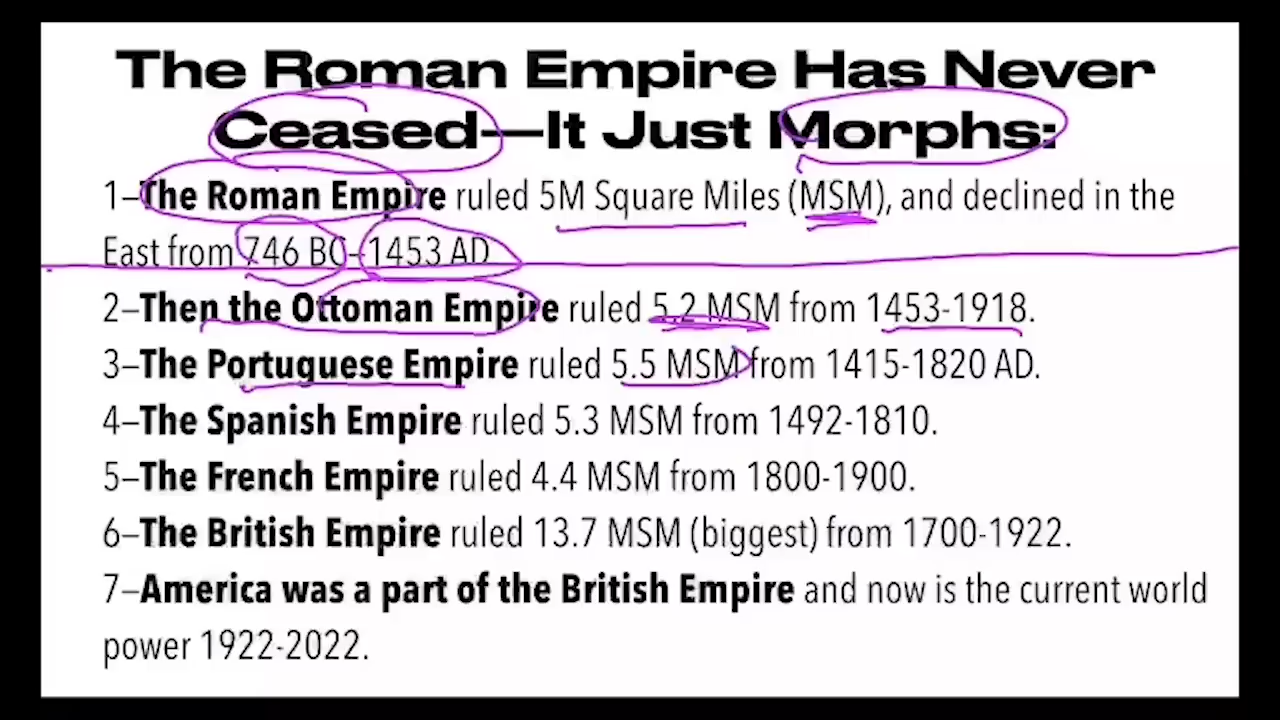 The Roman Empire Has Never
Ceased—It Just Morphs:
1–The Roman Empire ruled 5M Square Miles (MSM), and declined in the
East from 746 BC–1453 AD
2–Then the Ottoman Empire ruled 5.2 MSM from 1453-1918.
3–The Portuguese Empire ruled 5.5 MSM from 1415-1820 AD.
4–The Spanish Empire ruled 5.3 MSM from 1492-1810.
5–The French Empire ruled 4.4 MSM from 1800-1900.
6–The British Empire ruled 13.7 MSM (biggest) from 1700-1922.
7–America was a part of the British Empire and now is the current world
power 1922-2022.